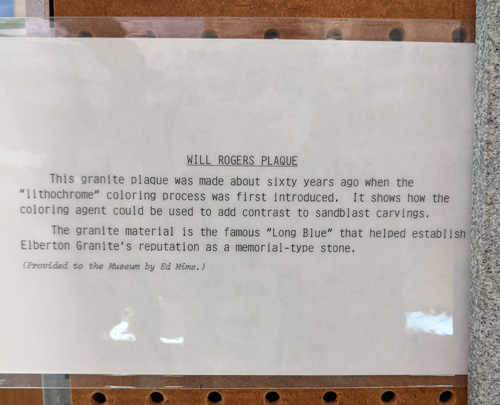 WILL ROGERS PLAQUE
This granite plaque was made about sixty years ago when the
"lithochrome" coloring process was first introduced. It shows how the
coloring agent could be used to add contrast to sandblast carvings.
The granite material is the famous "Long Blue" that helped establish
Elberton Granite's reputation as a memorial-type stone.
(Provided to the Museum by Ed Mime.)